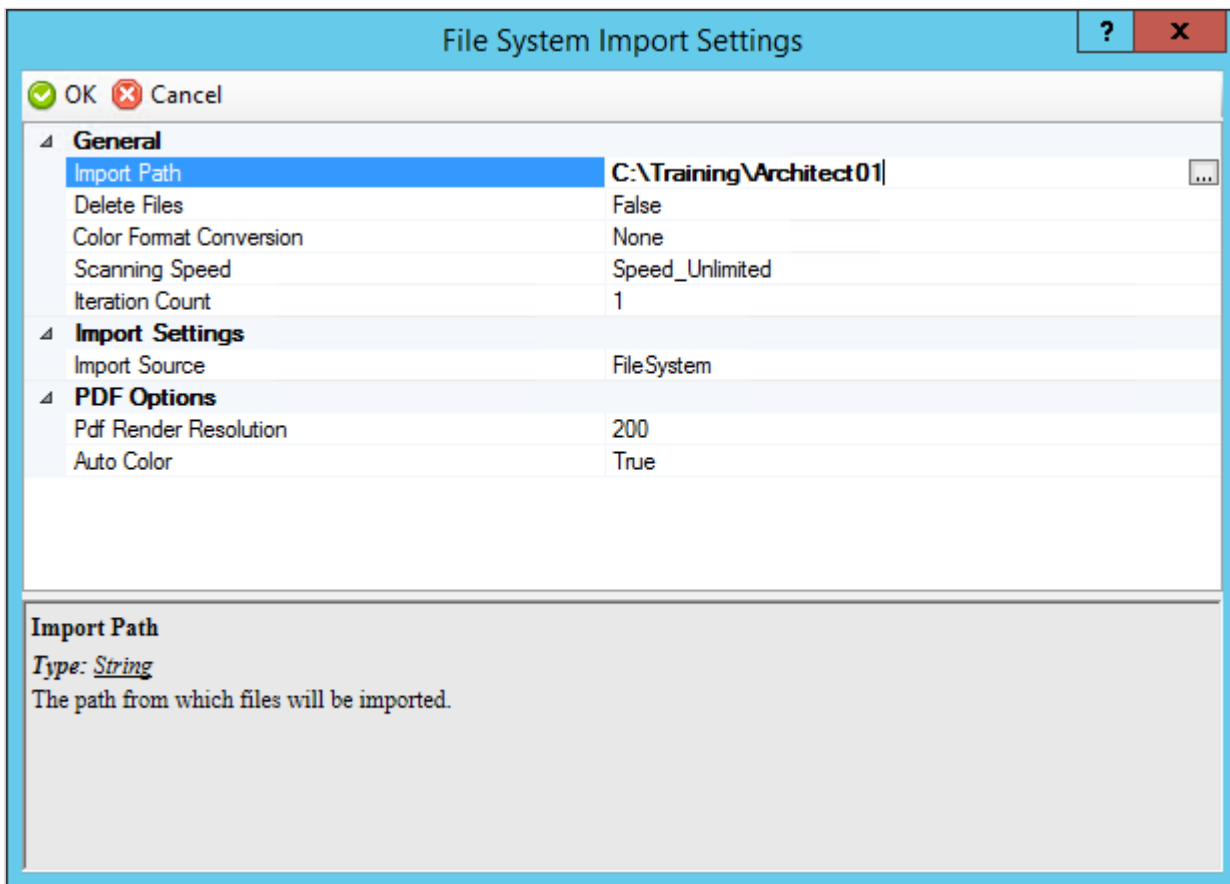 File System Import Settings
? x
OK Cancel
General
Import Path C:\Training\Architect01 ...
Delete Files False
Color Format Conversion None
Scanning Speed Speed_Unlimited
Iteration Count 1
Import Settings
Import Source FileSystem
PDF Options
Pdf Render Resolution 200
Auto Color True
Import Path
Type: String
The path from which files will be imported.